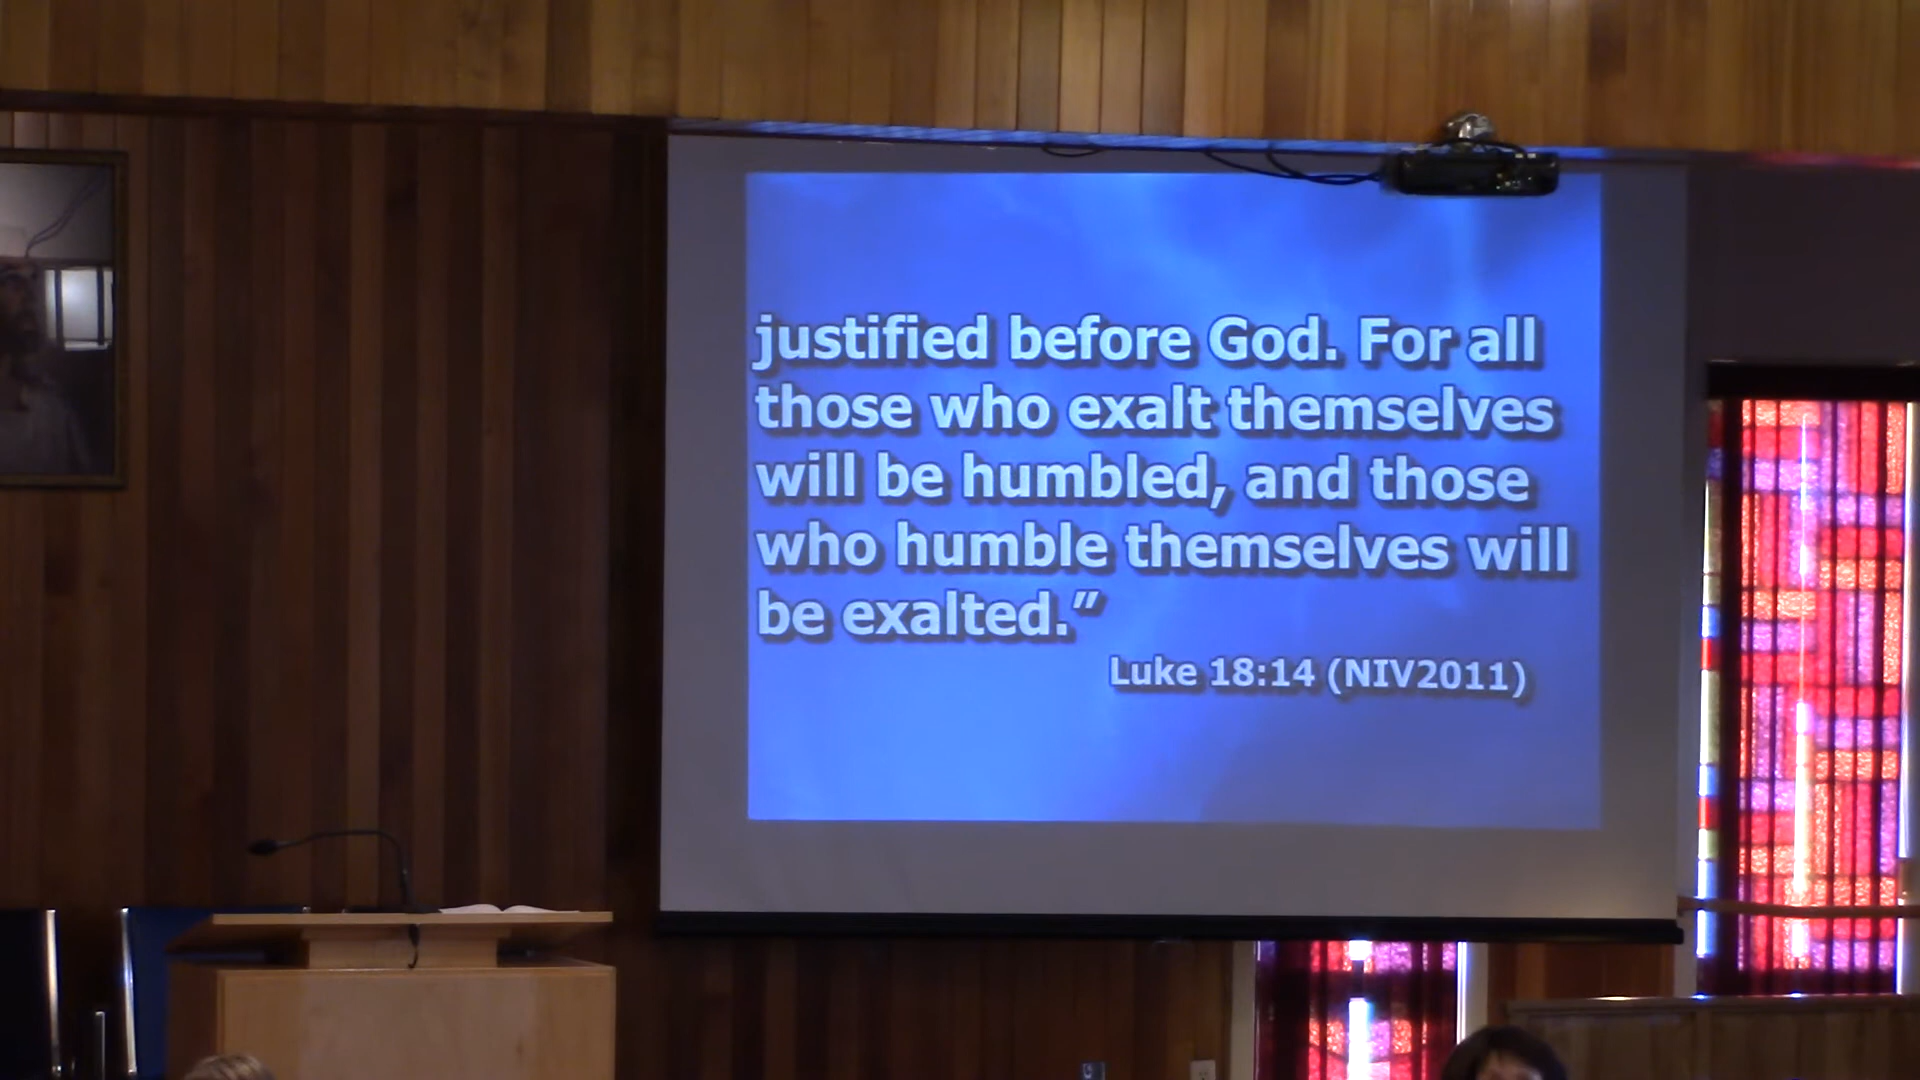 justified before God. For all
those who exalt themselves
will be humbled, and those
who humble themselves will
be exalted.”
Luke 18:14 (NIV2011)